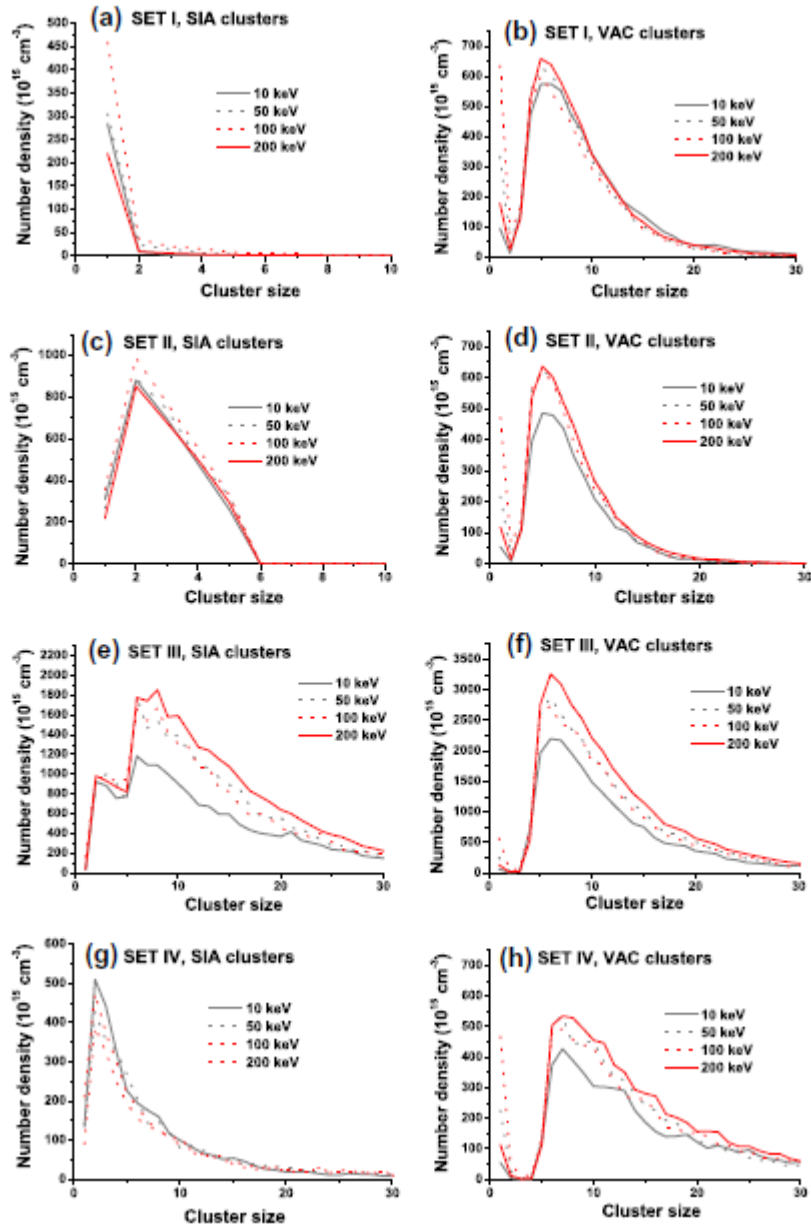 (a) SET I, SIA clusters
Number density (10¹⁵ cm⁻³)
500
450
400
350
300
250
200
150
100
50
0
10 keV
50 keV
100 keV
200 keV
0 2 4 6 8 10
Cluster size
(b) SET I, VAC clusters
Number density (10¹⁵ cm⁻³)
700
600
500
400
300
200
100
0
10 keV
50 keV
100 keV
200 keV
0 10 20 30
Cluster size
(c) SET II, SIA clusters
Number density (10¹⁵ cm⁻³)
1000
800
600
400
200
0
10 keV
50 keV
100 keV
200 keV
0 2 4 6 8 10
Cluster size
(d) SET II, VAC clusters
Number density (10¹⁵ cm⁻³)
700
600
500
400
300
200
100
0
10 keV
50 keV
100 keV
200 keV
0 10 20 30
Cluster size
(e) SET III, SIA clusters
Number density (10¹⁵ cm⁻³)
2200
2000
1800
1600
1400
1200
1000
800
600
400
200
0
10 keV
50 keV
100 keV
200 keV
0 10 20 30
Cluster size
(f) SET III, VAC clusters
Number density (10¹⁵ cm⁻³)
3500
3000
2500
2000
1500
1000
500
0
10 keV
50 keV
100 keV
200 keV
0 10 20 30
Cluster size
(g) SET IV, SIA clusters
Number density (10¹⁵ cm⁻³)
600
500
400
300
200
100
0
10 keV
50 keV
100 keV
200 keV
0 10 20 30
Cluster size
(h) SET IV, VAC clusters
Number density (10¹⁵ cm⁻³)
700
600
500
400
300
200
100
0
10 keV
50 keV
100 keV
200 keV
0 10 20 30
Cluster size